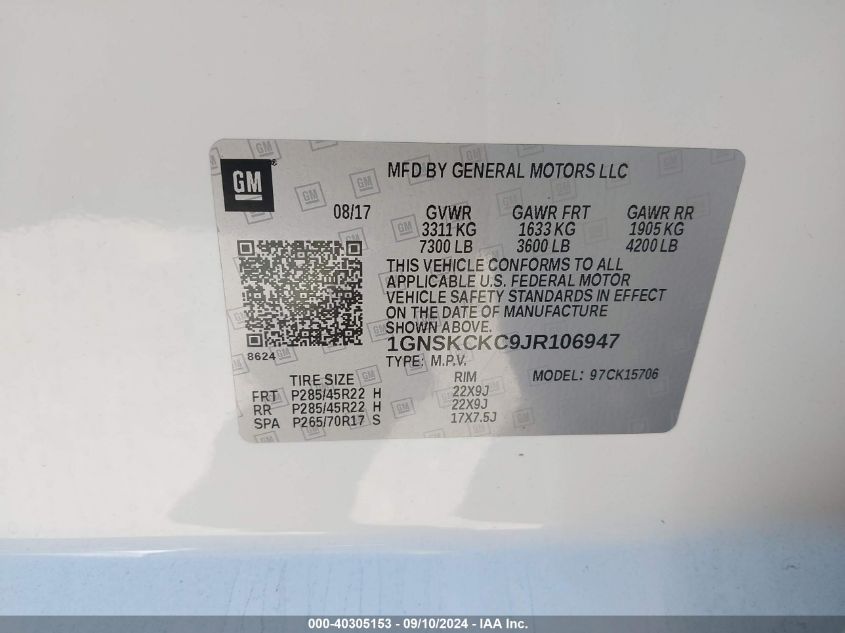 GM
MFD BY GENERAL MOTORS LLC
08/17 GVWR GAWR FRT GAWR RR
3311 KG 1633 KG 1905 KG
7300 LB 3600 LB 4200 LB
THIS VEHICLE CONFORMS TO ALL
APPLICABLE U.S. FEDERAL MOTOR
VEHICLE SAFETY STANDARDS IN EFFECT
ON THE DATE OF MANUFACTURE
SHOWN ABOVE.
8624
1GNSKCKC9JR106947
TYPE: M.P.V. MODEL: 97CK15706
TIRE SIZE RIM
FRT P285/45R22 H 22X9J
RR P285/45R22 H 22X9J
SPA P265/70R17 S 17X7.5J
000-40305153 - 09/10/2024 - IAA Inc.